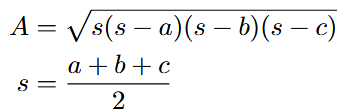 A = √(s(s − a)(s − b)(s − c))
s = (a + b + c)/2